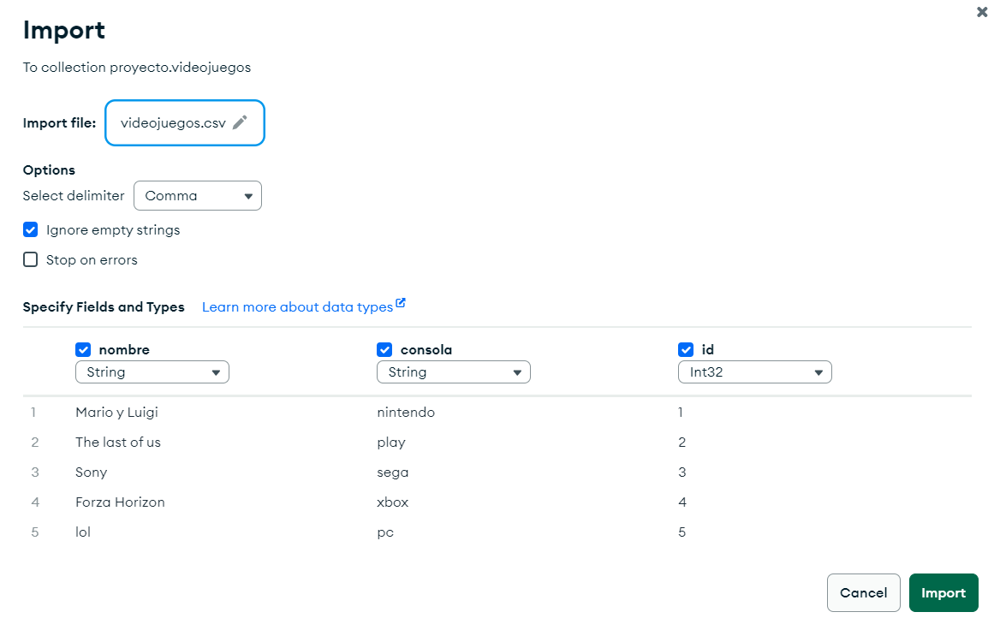 Import
To collection proyecto.videojuegos
Import file: videojuegos.csv
Options
Select delimiter Comma
Ignore empty strings
Stop on errors
Specify Fields and Types Learn more about data types
nombre consola id
String String Int32
1 Mario y Luigi nintendo 1
2 The last of us play 2
3 Sony sega 3
4 Forza Horizon xbox 4
5 lol pc 5
Cancel Import